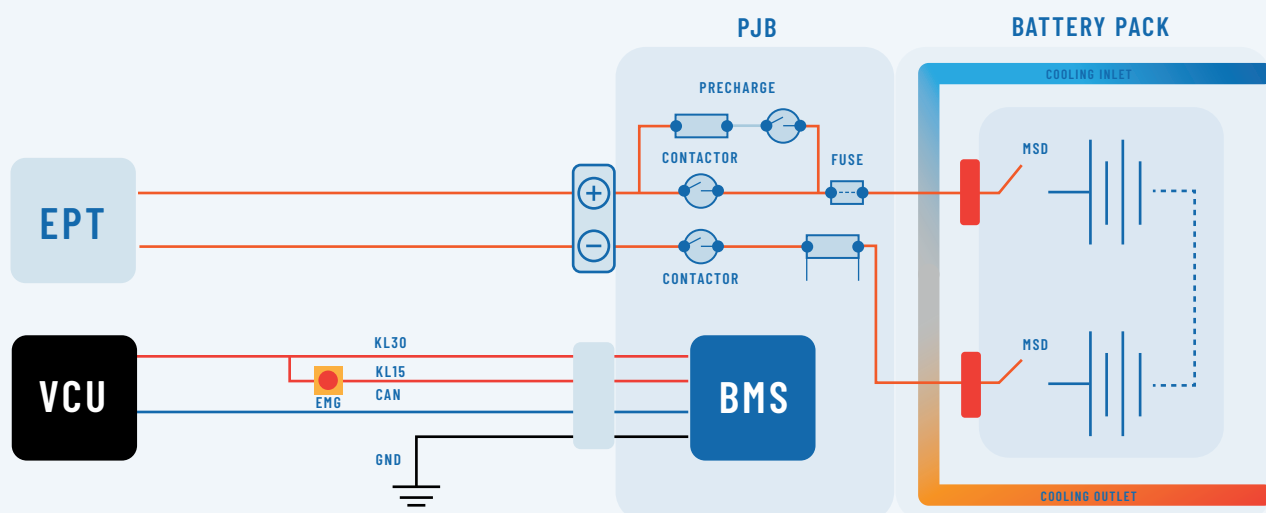 PJB
BATTERY PACK
COOLING INLET
PRECHARGE
MSD
CONTACTOR
FUSE
EPT
+
−
CONTACTOR
KL30
MSD
KL15
VCU
CAN
BMS
EMG
GND
COOLING OUTLET